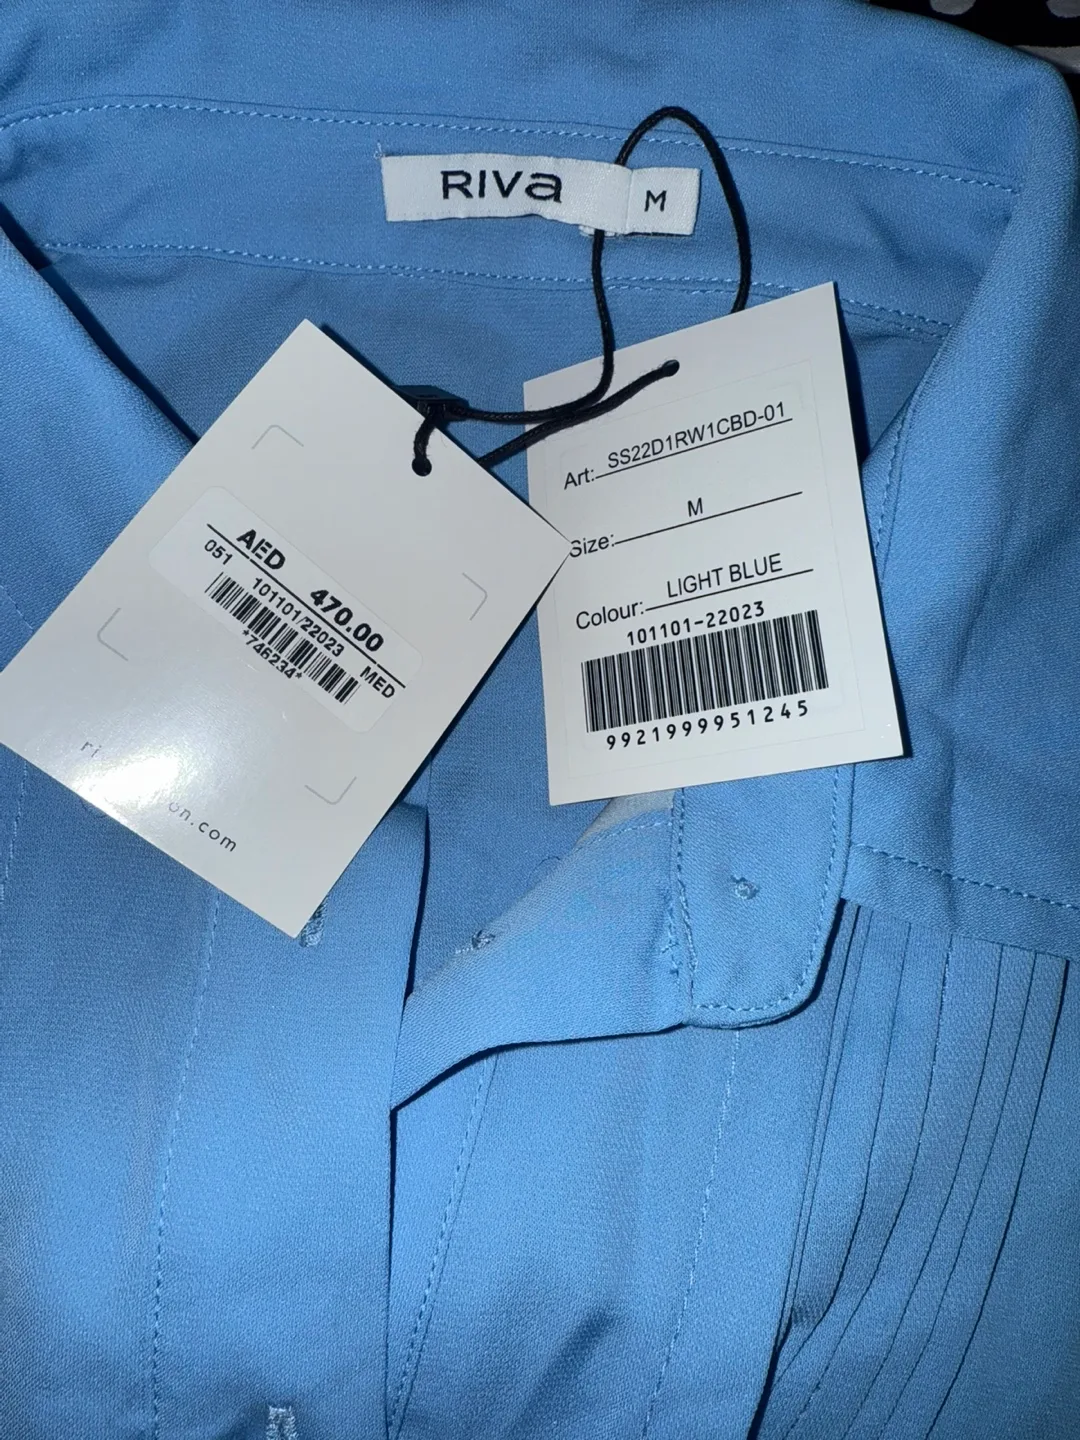 RIVa M
AED 470.00
051 101101/22023 MED
*746234*
.com
Art: SS22D1RW1CBD-01
Size: M
Colour: LIGHT BLUE
101101-22023
9921999951245